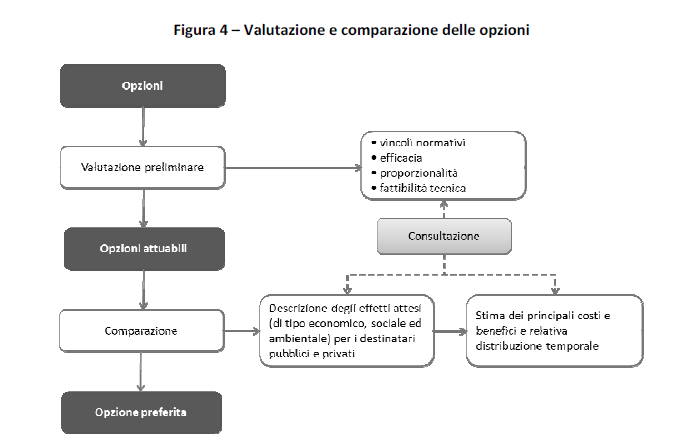 Figura 4 – Valutazione e comparazione delle opzioni
Opzioni
Valutazione preliminare
• vincoli normativi
• efficacia
• proporzionalità
• fattibilità tecnica
Opzioni attuabili
Consultazione
Comparazione
Descrizione degli effetti attesi
(di tipo economico, sociale ed
ambientale) per i destinatari
pubblici e privati
Stima dei principali costi e
benefici e relativa
distribuzione temporale
Opzione preferita